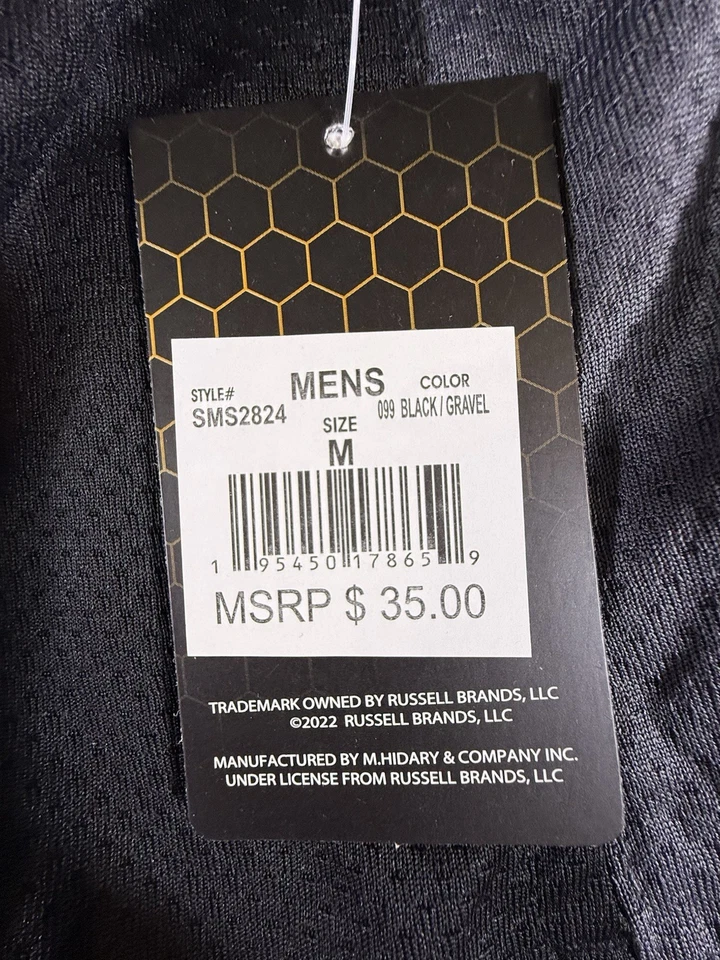 MENS
STYLE# COLOR
SMS2824 099 BLACK/GRAVEL
SIZE
M
1 95450 17865 9
MSRP $ 35.00
TRADEMARK OWNED BY RUSSELL BRANDS, LLC
©2022 RUSSELL BRANDS, LLC
MANUFACTURED BY M.HIDARY & COMPANY INC.
UNDER LICENSE FROM RUSSELL BRANDS, LLC